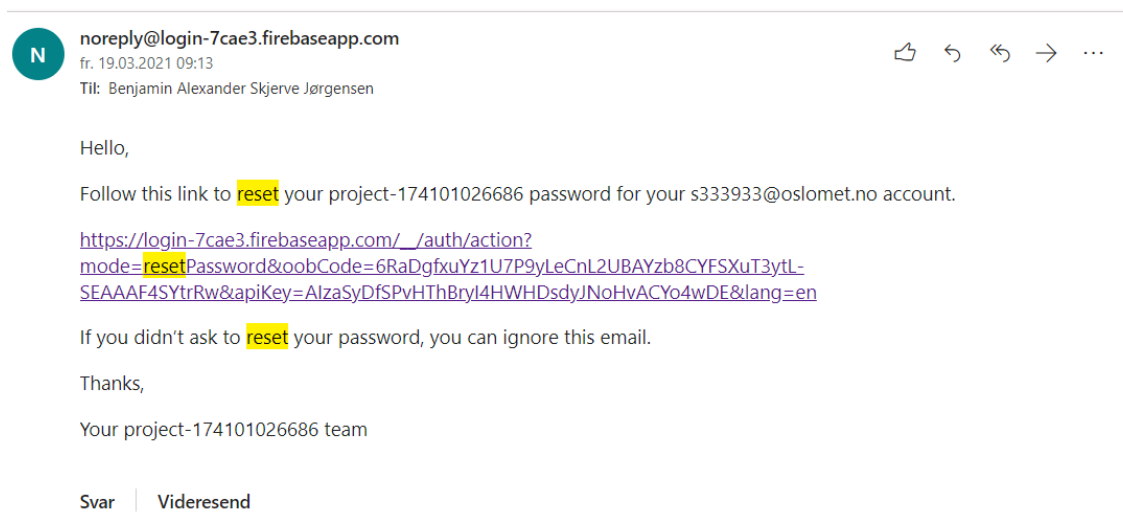 N
noreply@login-7cae3.firebaseapp.com
fr. 19.03.2021 09:13
Til: Benjamin Alexander Skjerve Jørgensen
Hello,
Follow this link to reset your project-174101026686 password for your s333933@oslomet.no account.
https://login-7cae3.firebaseapp.com/__/auth/action?
mode=resetPassword&oobCode=6RaDgfxuYz1U7P9yLeCnL2UBAYzb8CYFSXuT3ytL-
SEAAAF4SYtrRw&apiKey=AIzaSyDfSPvHThBryI4HWHDsdyJNoHvACYo4wDE&lang=en
If you didn’t ask to reset your password, you can ignore this email.
Thanks,
Your project-174101026686 team
Svar Videresend